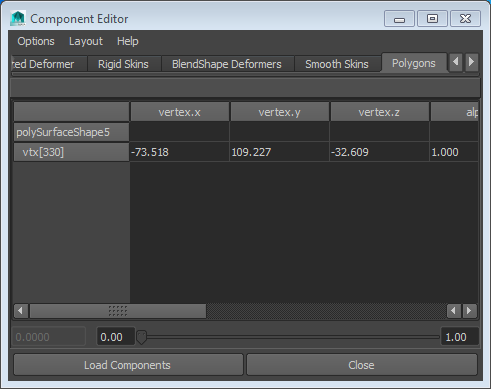 Component Editor
Options Layout Help
red Deformer Rigid Skins BlendShape Deformers Smooth Skins Polygons
vertex.x vertex.y vertex.z alp
polySurfaceShape5
vtx[330] -73.518 109.227 -32.609 1.000
0.0000 0.00 1.00
Load Components Close